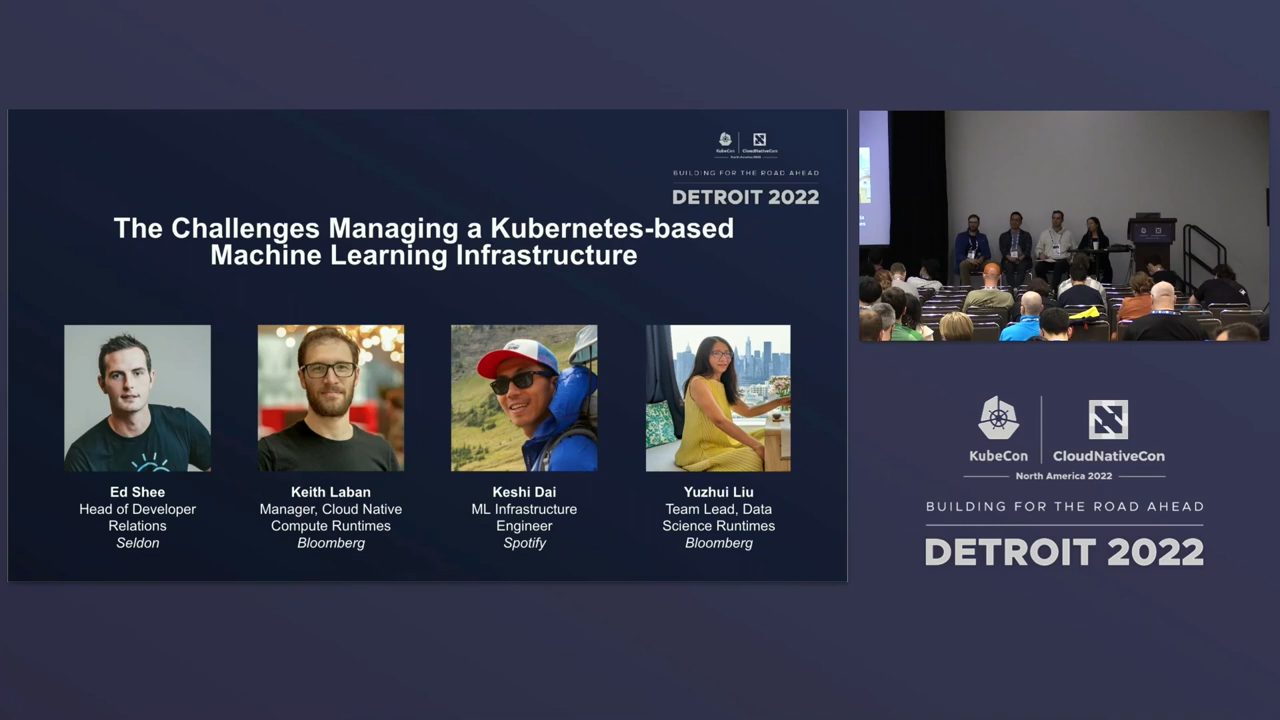 KubeCon
CloudNativeCon
North America 2022
BUILDING FOR THE ROAD AHEAD
DETROIT 2022
The Challenges Managing a Kubernetes-based
Machine Learning Infrastructure
Ed Shee
Head of Developer
Relations
Seldon
Keith Laban
Manager, Cloud Native
Compute Runtimes
Bloomberg
Keshi Dai
ML Infrastructure
Engineer
Spotify
Yuzhui Liu
Team Lead, Data
Science Runtimes
Bloomberg
KubeCon
CloudNativeCon
North America 2022
BUILDING FOR THE ROAD AHEAD
DETROIT 2022